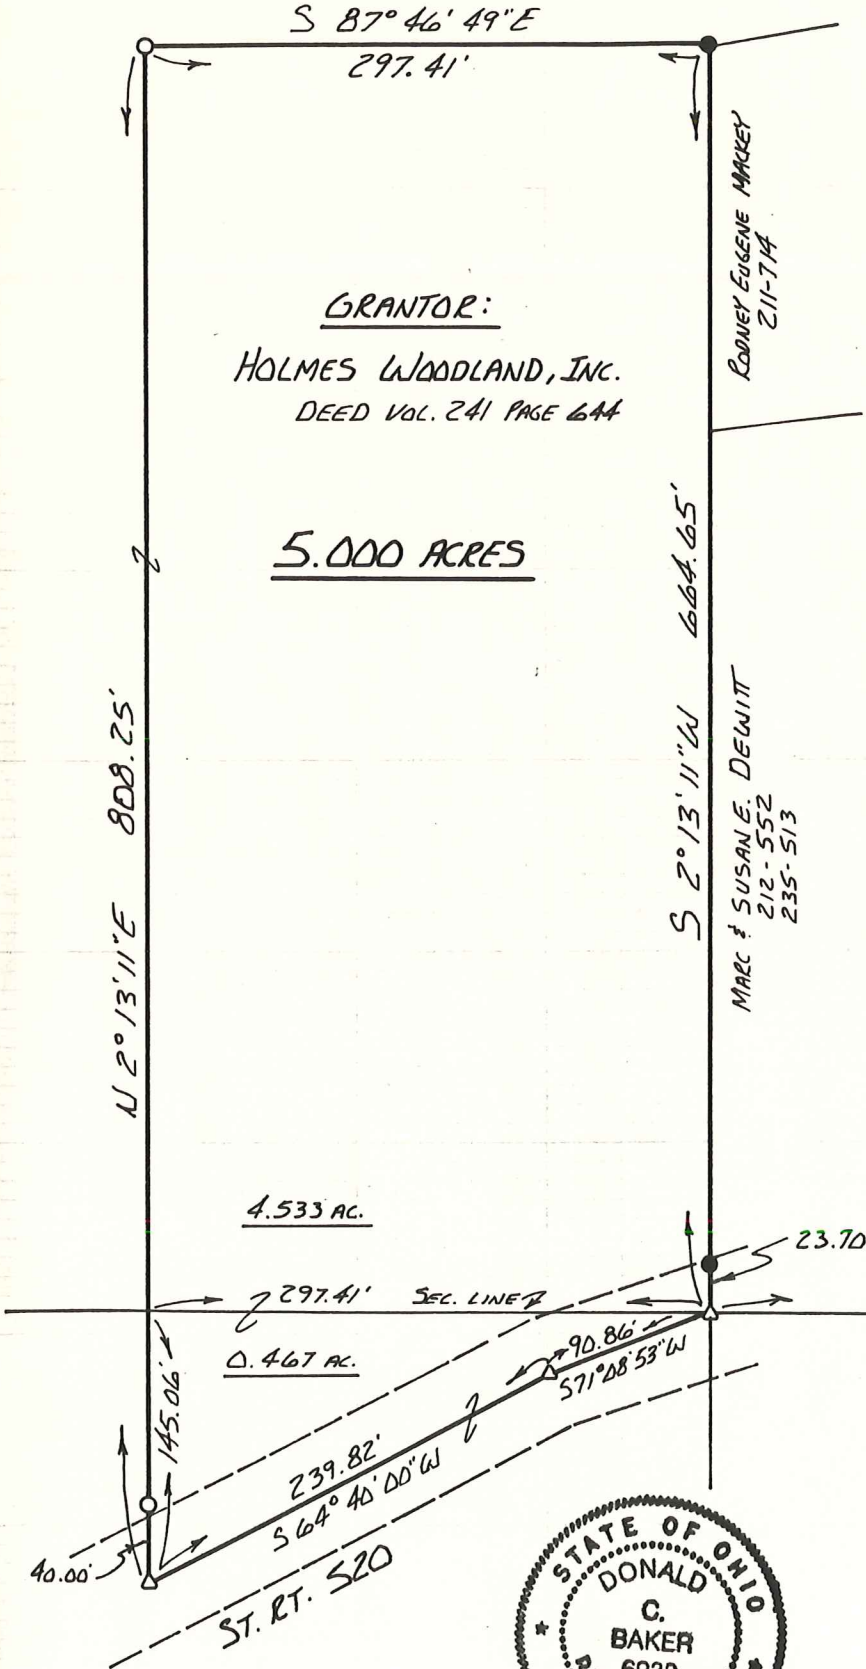 S 87° 46' 49" E
297.41'
RODNEY EUGENE MACKEY
211-714
GRANTOR:
HOLMES WOODLAND, INC.
DEED VOL. 241 PAGE 644
5.000 ACRES
S 2° 13' 11" W 664.65'
N 2° 13' 11" E 808.25'
MARC & SUSAN E. DEWITT
212-552
235-513
4.533 AC.
23.70
297.41' SEC. LINE
0.467 AC.
90.86'
S 71° 08' 53" W
145.06'
239.82'
S 64° 40' 00" W
40.00'
ST. RT. 520
STATE OF OHIO
DONALD
C.
BAKER